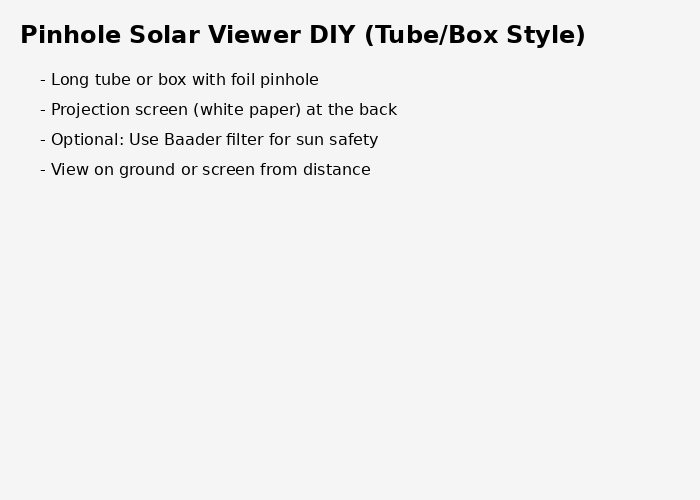 Pinhole Solar Viewer DIY (Tube/Box Style)
- Long tube or box with foil pinhole
- Projection screen (white paper) at the back
- Optional: Use Baader filter for sun safety
- View on ground or screen from distance